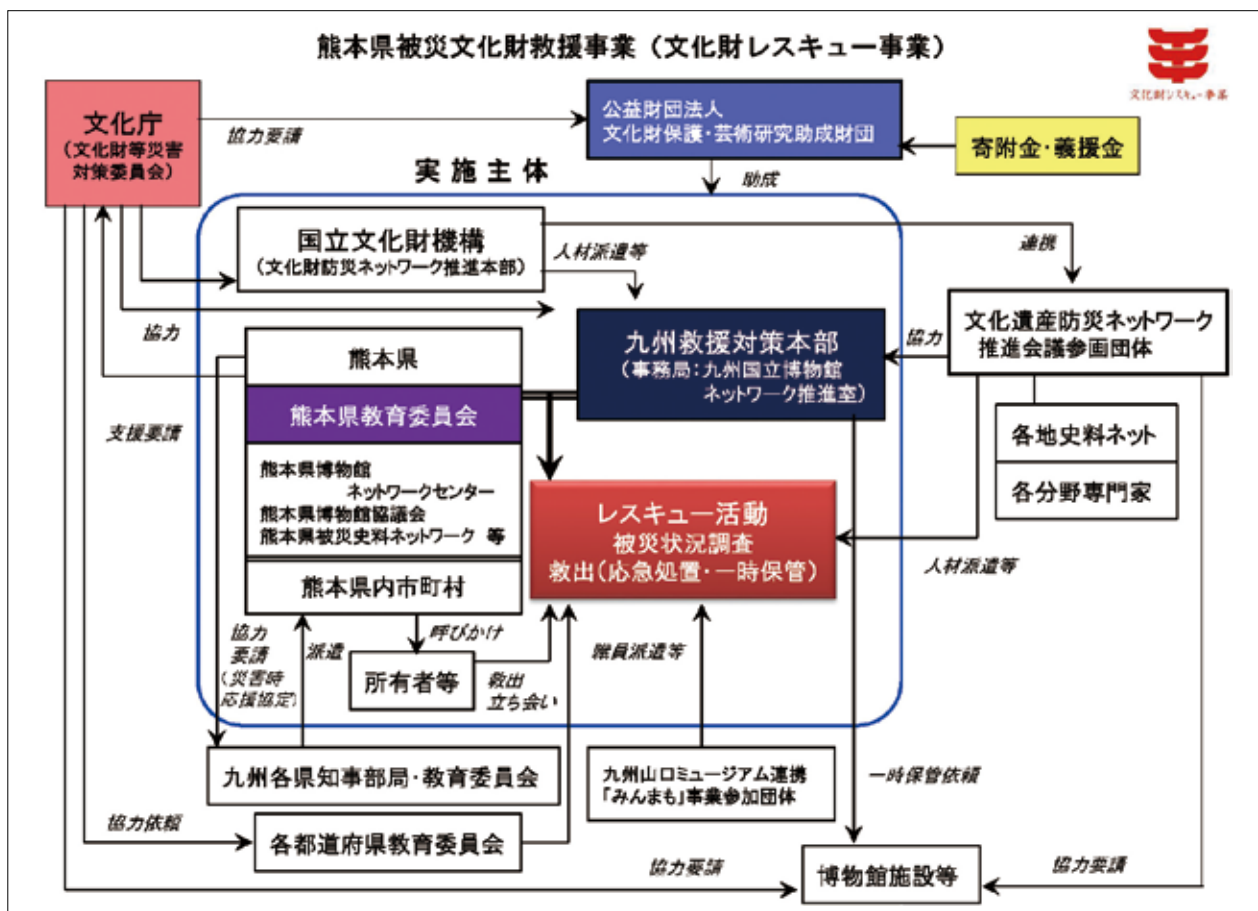 熊本県被災文化財救援事業（文化財レスキュー事業）
文化財レスキュー事業
文化庁
（文化財等災害
対策委員会）
協力要請
公益財団法人
文化財保護・芸術研究助成財団
寄附金・義援金
実施主体
助成
国立文化財機構
（文化財防災ネットワーク推進本部）
人材派遣等
連携
協力
九州救援対策本部
（事務局：九州国立博物館
ネットワーク推進室）
協力
文化遺産防災ネットワーク
推進会議参画団体
熊本県
熊本県教育委員会
支援要請
熊本県博物館
ネットワークセンター
熊本県博物館協議会
熊本県被災史料ネットワーク 等
熊本県内市町村
各地史料ネット
各分野専門家
レスキュー活動
被災状況調査
救出（応急処置・一時保管）
人材派遣等
協力
要請
（災害時
応援協定）
派遣
呼びかけ
所有者等
救出
立ち会い
職員派遣等
九州各県知事部局・教育委員会
九州山口ミュージアム連携
「みんまも」事業参加団体
一時保管依頼
協力依頼
各都道府県教育委員会
協力要請
博物館施設等
協力要請